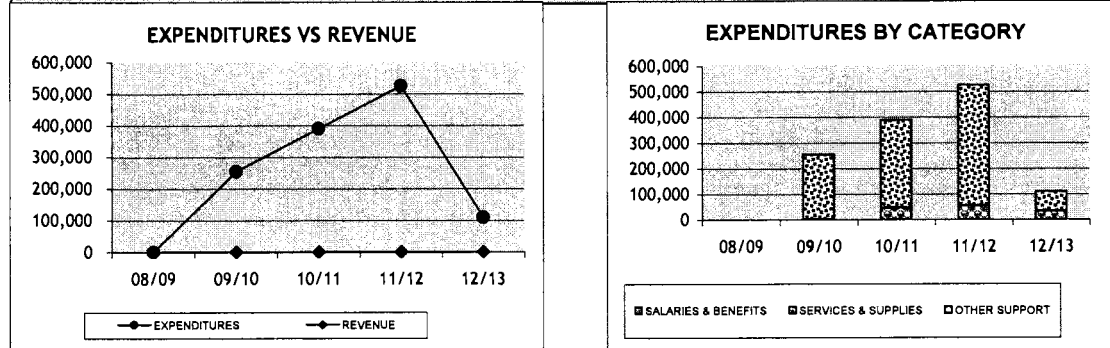 EXPENDITURES VS REVENUE
600,000
500,000
400,000
300,000
200,000
100,000
0
08/09 09/10 10/11 11/12 12/13
EXPENDITURES REVENUE
EXPENDITURES BY CATEGORY
600,000
500,000
400,000
300,000
200,000
100,000
0
08/09 09/10 10/11 11/12 12/13
SALARIES & BENEFITS SERVICES & SUPPLIES OTHER SUPPORT